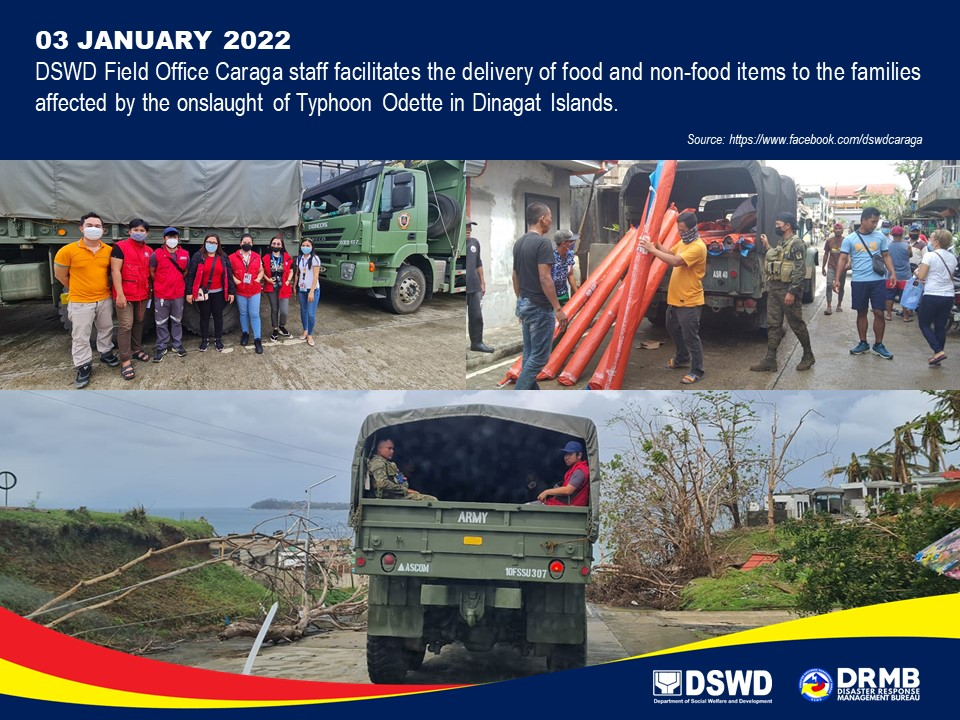 03 JANUARY 2022
DSWD Field Office Caraga staff facilitates the delivery of food and non-food items to the families
affected by the onslaught of Typhoon Odette in Dinagat Islands.
Source: https://www.facebook.com/dswdcaraga
ASR 40
ARMY
ASCOM
10FSSU307
DSWD
Department of Social Welfare and Development
DRMB
DISASTER RESPONSE
MANAGEMENT BUREAU